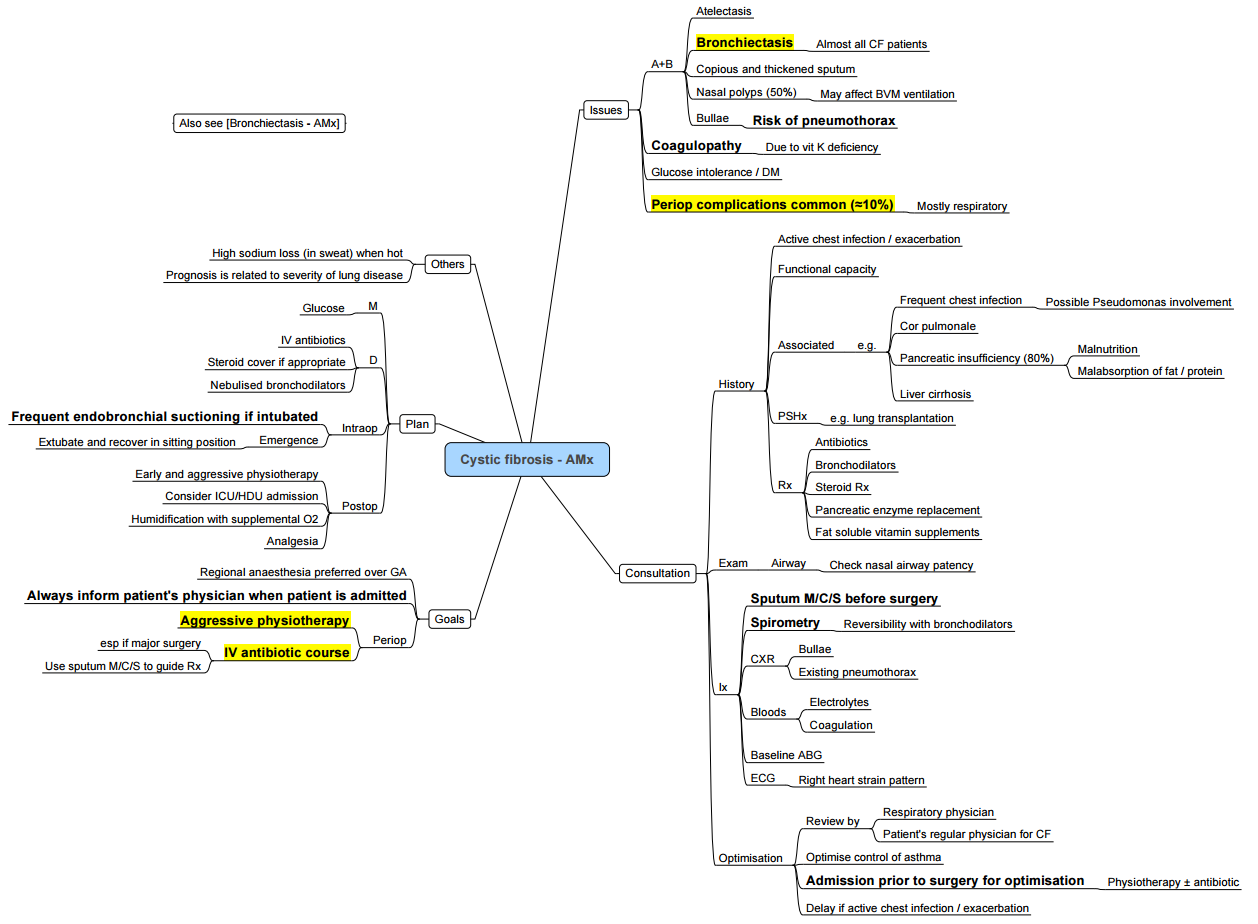 Cystic fibrosis - AMx
Also see [Bronchiectasis - AMx]
Issues
A+B
Atelectasis
Bronchiectasis
Almost all CF patients
Copious and thickened sputum
Nasal polyps (50%)
May affect BVM ventilation
Bullae
Risk of pneumothorax
Coagulopathy
Due to vit K deficiency
Glucose intolerance / DM
Periop complications common (≈10%)
Mostly respiratory
Consultation
History
Active chest infection / exacerbation
Functional capacity
Associated
e.g.
Frequent chest infection
Possible Pseudomonas involvement
Cor pulmonale
Pancreatic insufficiency (80%)
Malnutrition
Malabsorption of fat / protein
Liver cirrhosis
PSHx
e.g. lung transplantation
Rx
Antibiotics
Bronchodilators
Steroid Rx
Pancreatic enzyme replacement
Fat soluble vitamin supplements
Exam
Airway
Check nasal airway patency
Ix
Sputum M/C/S before surgery
Spirometry
Reversibility with bronchodilators
CXR
Bullae
Existing pneumothorax
Bloods
Electrolytes
Coagulation
Baseline ABG
ECG
Right heart strain pattern
Optimisation
Review by
Respiratory physician
Patient's regular physician for CF
Optimise control of asthma
Admission prior to surgery for optimisation
Physiotherapy ± antibiotic
Delay if active chest infection / exacerbation
Goals
Regional anaesthesia preferred over GA
Always inform patient's physician when patient is admitted
Periop
Aggressive physiotherapy
IV antibiotic course
esp if major surgery
Use sputum M/C/S to guide Rx
Plan
M
Glucose
D
IV antibiotics
Steroid cover if appropriate
Nebulised bronchodilators
Intraop
Frequent endobronchial suctioning if intubated
Emergence
Extubate and recover in sitting position
Postop
Early and aggressive physiotherapy
Consider ICU/HDU admission
Humidification with supplemental O2
Analgesia
Others
High sodium loss (in sweat) when hot
Prognosis is related to severity of lung disease